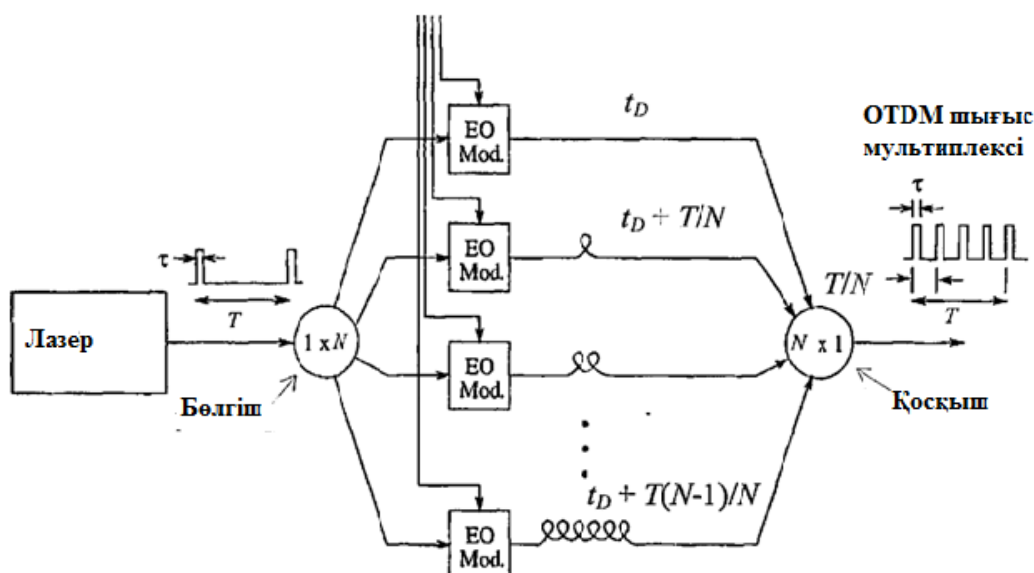 t_D
EO
Mod.
OTDM шығыс
мультиплексі
τ
t_D + T/N
EO
Mod.
τ
T
T/N
T
Лазер
1 x N
EO
Mod.
N x 1
Бөлгіш
Қосқыш
t_D + T(N-1)/N
EO
Mod.